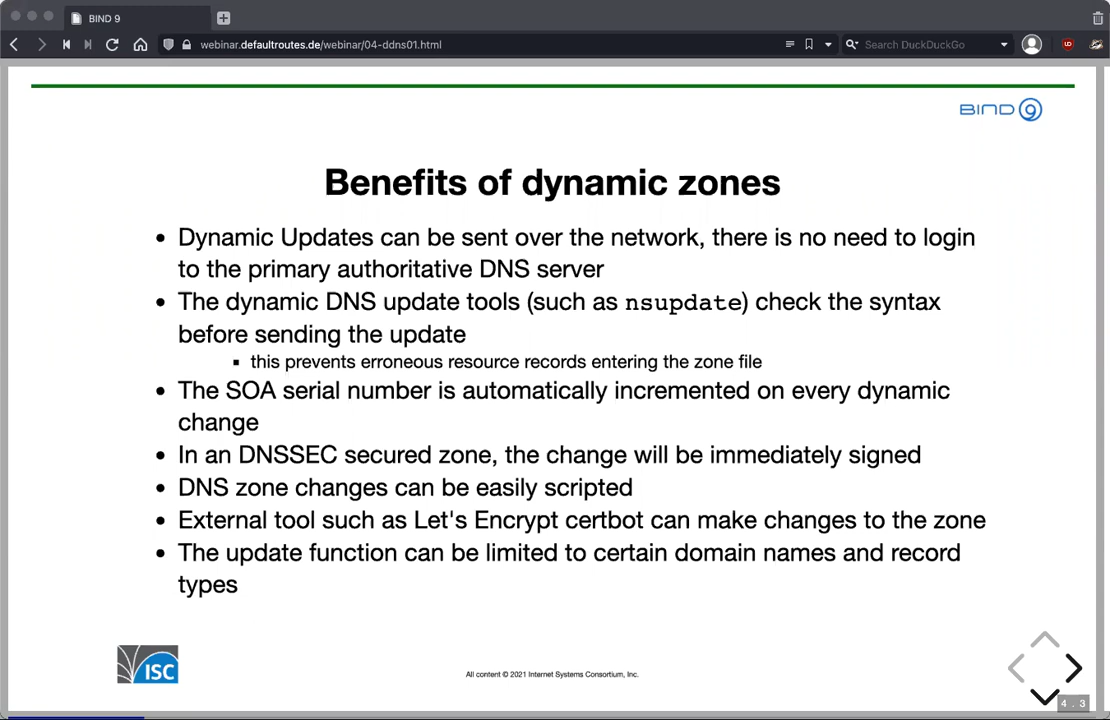 BIND 9
webinar.defaultroutes.de/webinar/04-ddns01.html
Search DuckDuckGo
BIND 9
Benefits of dynamic zones
• Dynamic Updates can be sent over the network, there is no need to login
to the primary authoritative DNS server
• The dynamic DNS update tools (such as nsupdate) check the syntax
before sending the update
▪ this prevents erroneous resource records entering the zone file
• The SOA serial number is automatically incremented on every dynamic
change
• In an DNSSEC secured zone, the change will be immediately signed
• DNS zone changes can be easily scripted
• External tool such as Let's Encrypt certbot can make changes to the zone
• The update function can be limited to certain domain names and record
types
ISC
All content © 2021 Internet Systems Consortium, Inc.
4 . 3